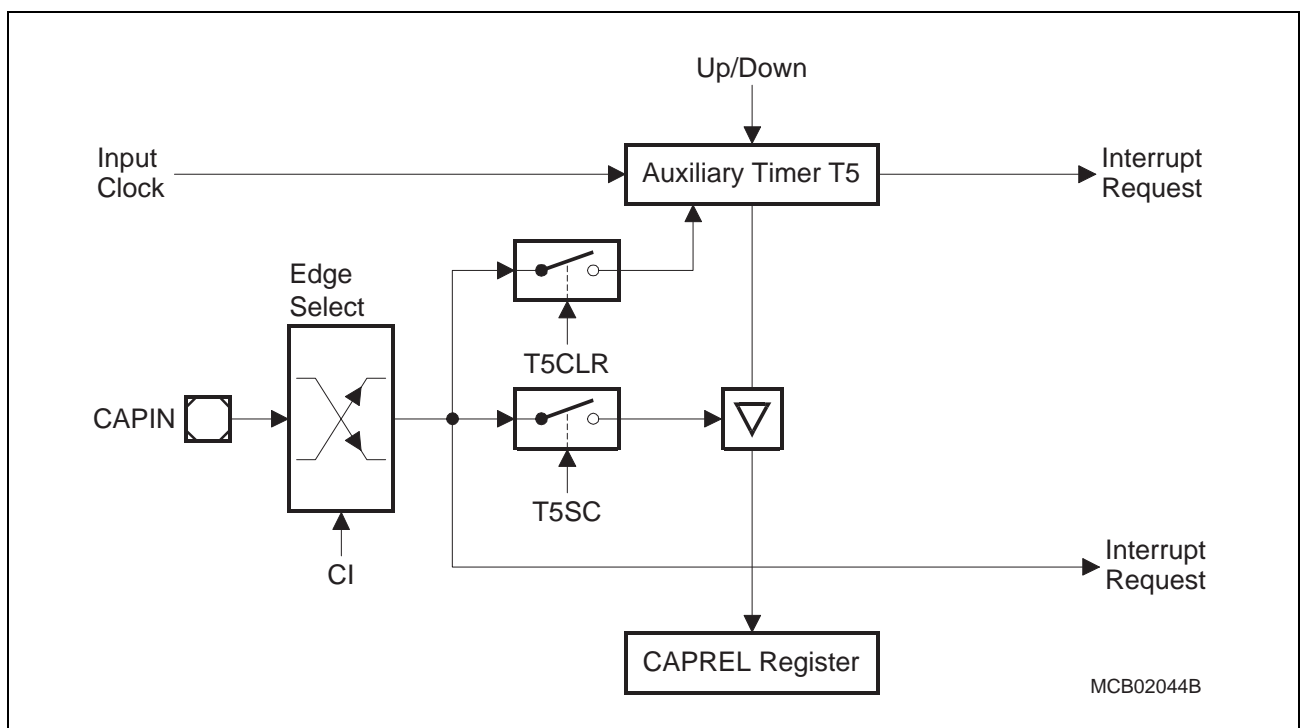 Up/Down
Input
Clock
Auxiliary Timer T5
Interrupt
Request
Edge
Select
T5CLR
CAPIN
T5SC
CI
Interrupt
Request
CAPREL Register
MCB02044B